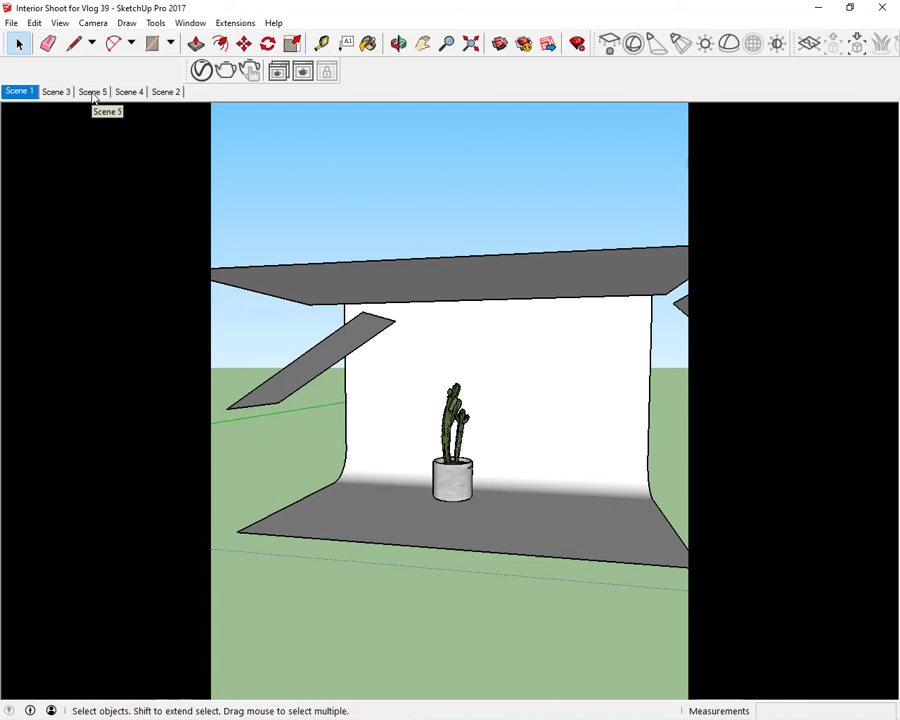 Interior Shoot for Vlog 39 - SketchUp Pro 2017
File Edit View Camera Draw Tools Window Extensions Help
Scene 1 Scene 3 Scene 5 Scene 4 Scene 2
Scene 5
Select objects. Shift to extend select. Drag mouse to select multiple. Measurements